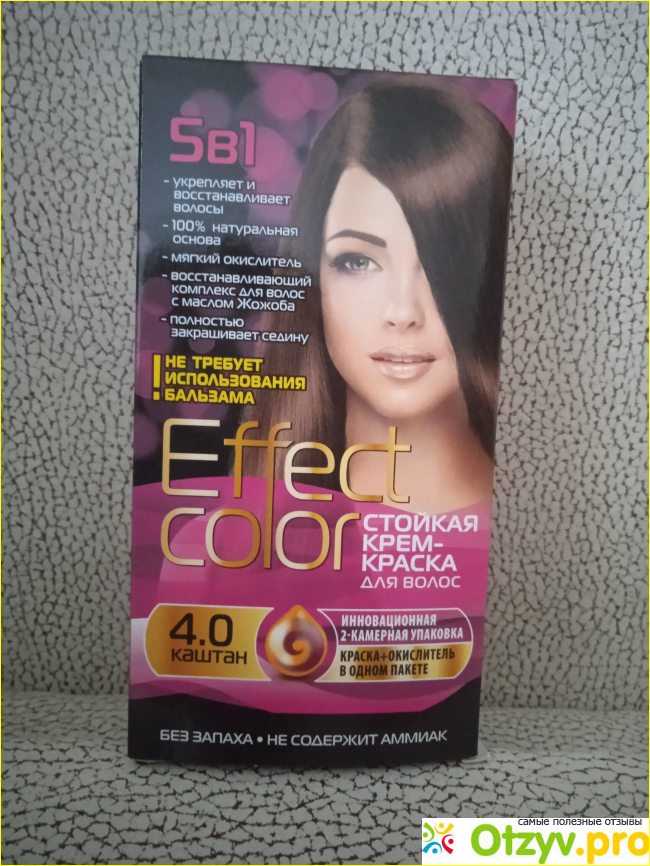 5в1
- укрепляет и
восстанавливает
волосы
- 100% натуральная
основа
- мягкий окислитель
- восстанавливающий
комплекс для волос
с маслом Жожоба
- полностью
закрашивает седину
! НЕ ТРЕБУЕТ
ИСПОЛЬЗОВАНИЯ
БАЛЬЗАМА
Effect
color
СТОЙКАЯ
КРЕМ-
КРАСКА
ДЛЯ ВОЛОС
4.0
каштан
ИННОВАЦИОННАЯ
2-КАМЕРНАЯ УПАКОВКА
КРАСКА+ОКИСЛИТЕЛЬ
В ОДНОМ ПАКЕТЕ
БЕЗ ЗАПАХА • НЕ СОДЕРЖИТ АММИАК
самые полезные отзывы
Otzyv.pro